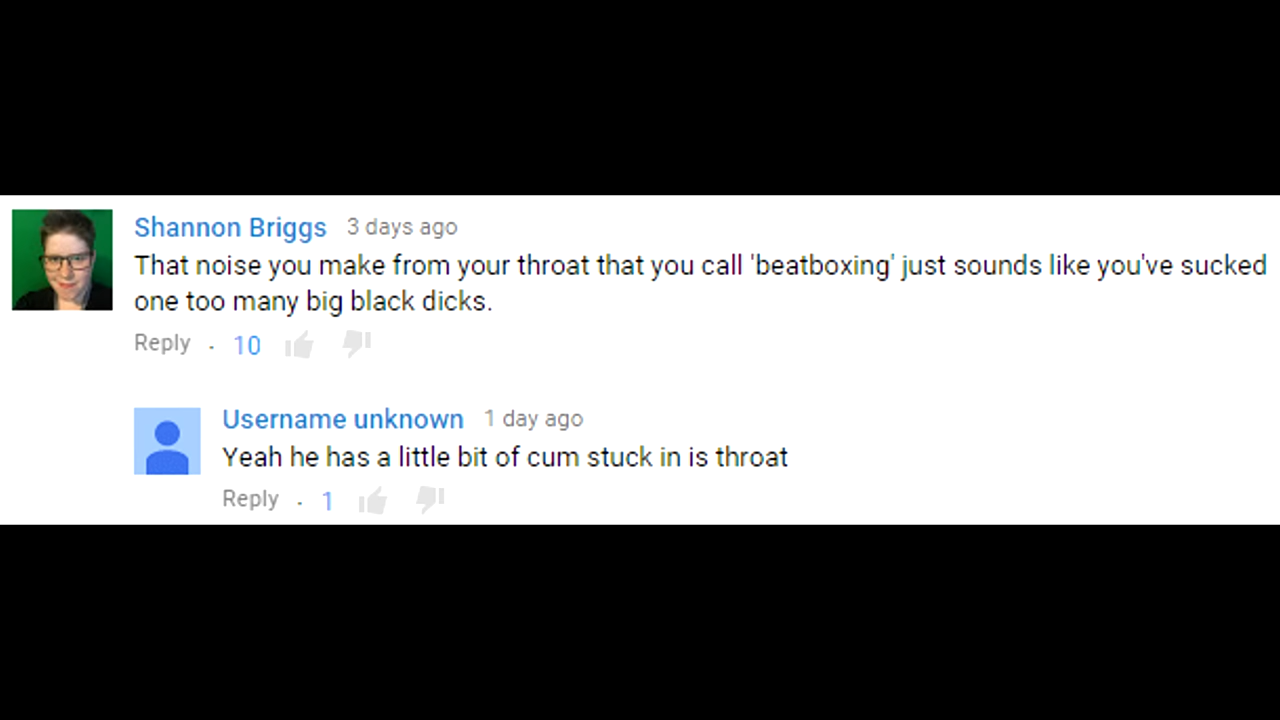 Shannon Briggs 3 days ago
That noise you make from your throat that you call 'beatboxing' just sounds like you've sucked
one too many big black dicks.
Reply · 10
Username unknown 1 day ago
Yeah he has a little bit of cum stuck in is throat
Reply · 1